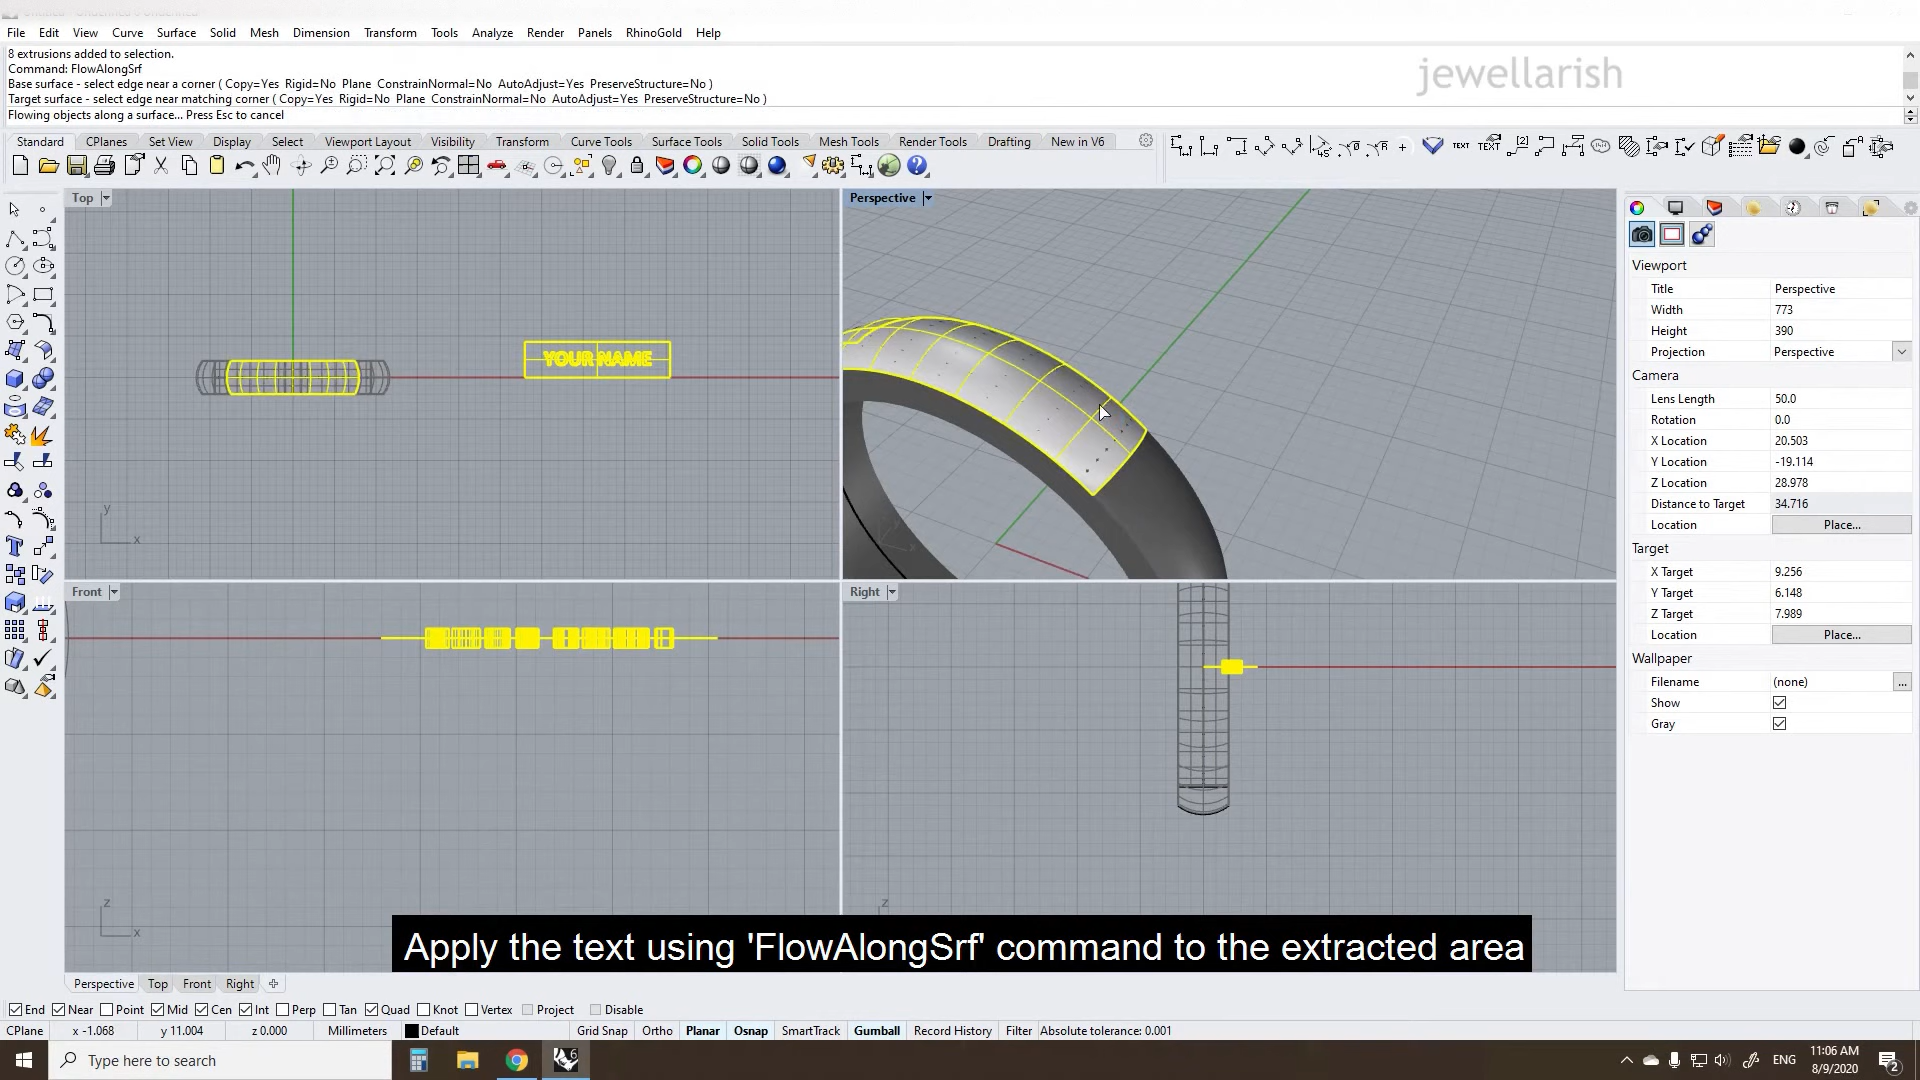 File Edit View Curve Surface Solid Mesh Dimension Transform Tools Analyze Render Panels RhinoGold Help
8 extrusions added to selection.
Command: FlowAlongSrf
Base surface - select edge near a corner ( Copy=Yes Rigid=No Plane ConstrainNormal=No AutoAdjust=Yes PreserveStructure=No )
Target surface - select edge near matching corner ( Copy=Yes Rigid=No Plane ConstrainNormal=No AutoAdjust=Yes PreserveStructure=No )
Flowing objects along a surface... Press Esc to cancel
jewellarish
Standard CPlanes Set View Display Select Viewport Layout Visibility Transform Curve Tools Surface Tools Solid Tools Mesh Tools Render Tools Drafting New in V6
TEXT TEXT
Top
Perspective
YOUR NAME
y
x
Front
Right
z
x
z
Viewport
Title Perspective
Width 773
Height 390
Projection Perspective
Camera
Lens Length 50.0
Rotation 0.0
X Location 20.503
Y Location -19.114
Z Location 28.978
Distance to Target 34.716
Location Place...
Target
X Target 9.256
Y Target 6.148
Z Target 7.989
Location Place...
Wallpaper
Filename (none) ...
Show
Gray
Apply the text using 'FlowAlongSrf' command to the extracted area
Perspective Top Front Right
End Near Point Mid Cen Int Perp Tan Quad Knot Vertex Project Disable
CPlane x -1.068 y 11.004 z 0.000 Millimeters Default Grid Snap Ortho Planar Osnap SmartTrack Gumball Record History Filter Absolute tolerance: 0.001
Type here to search
6
ENG
11:06 AM
8/9/2020
2